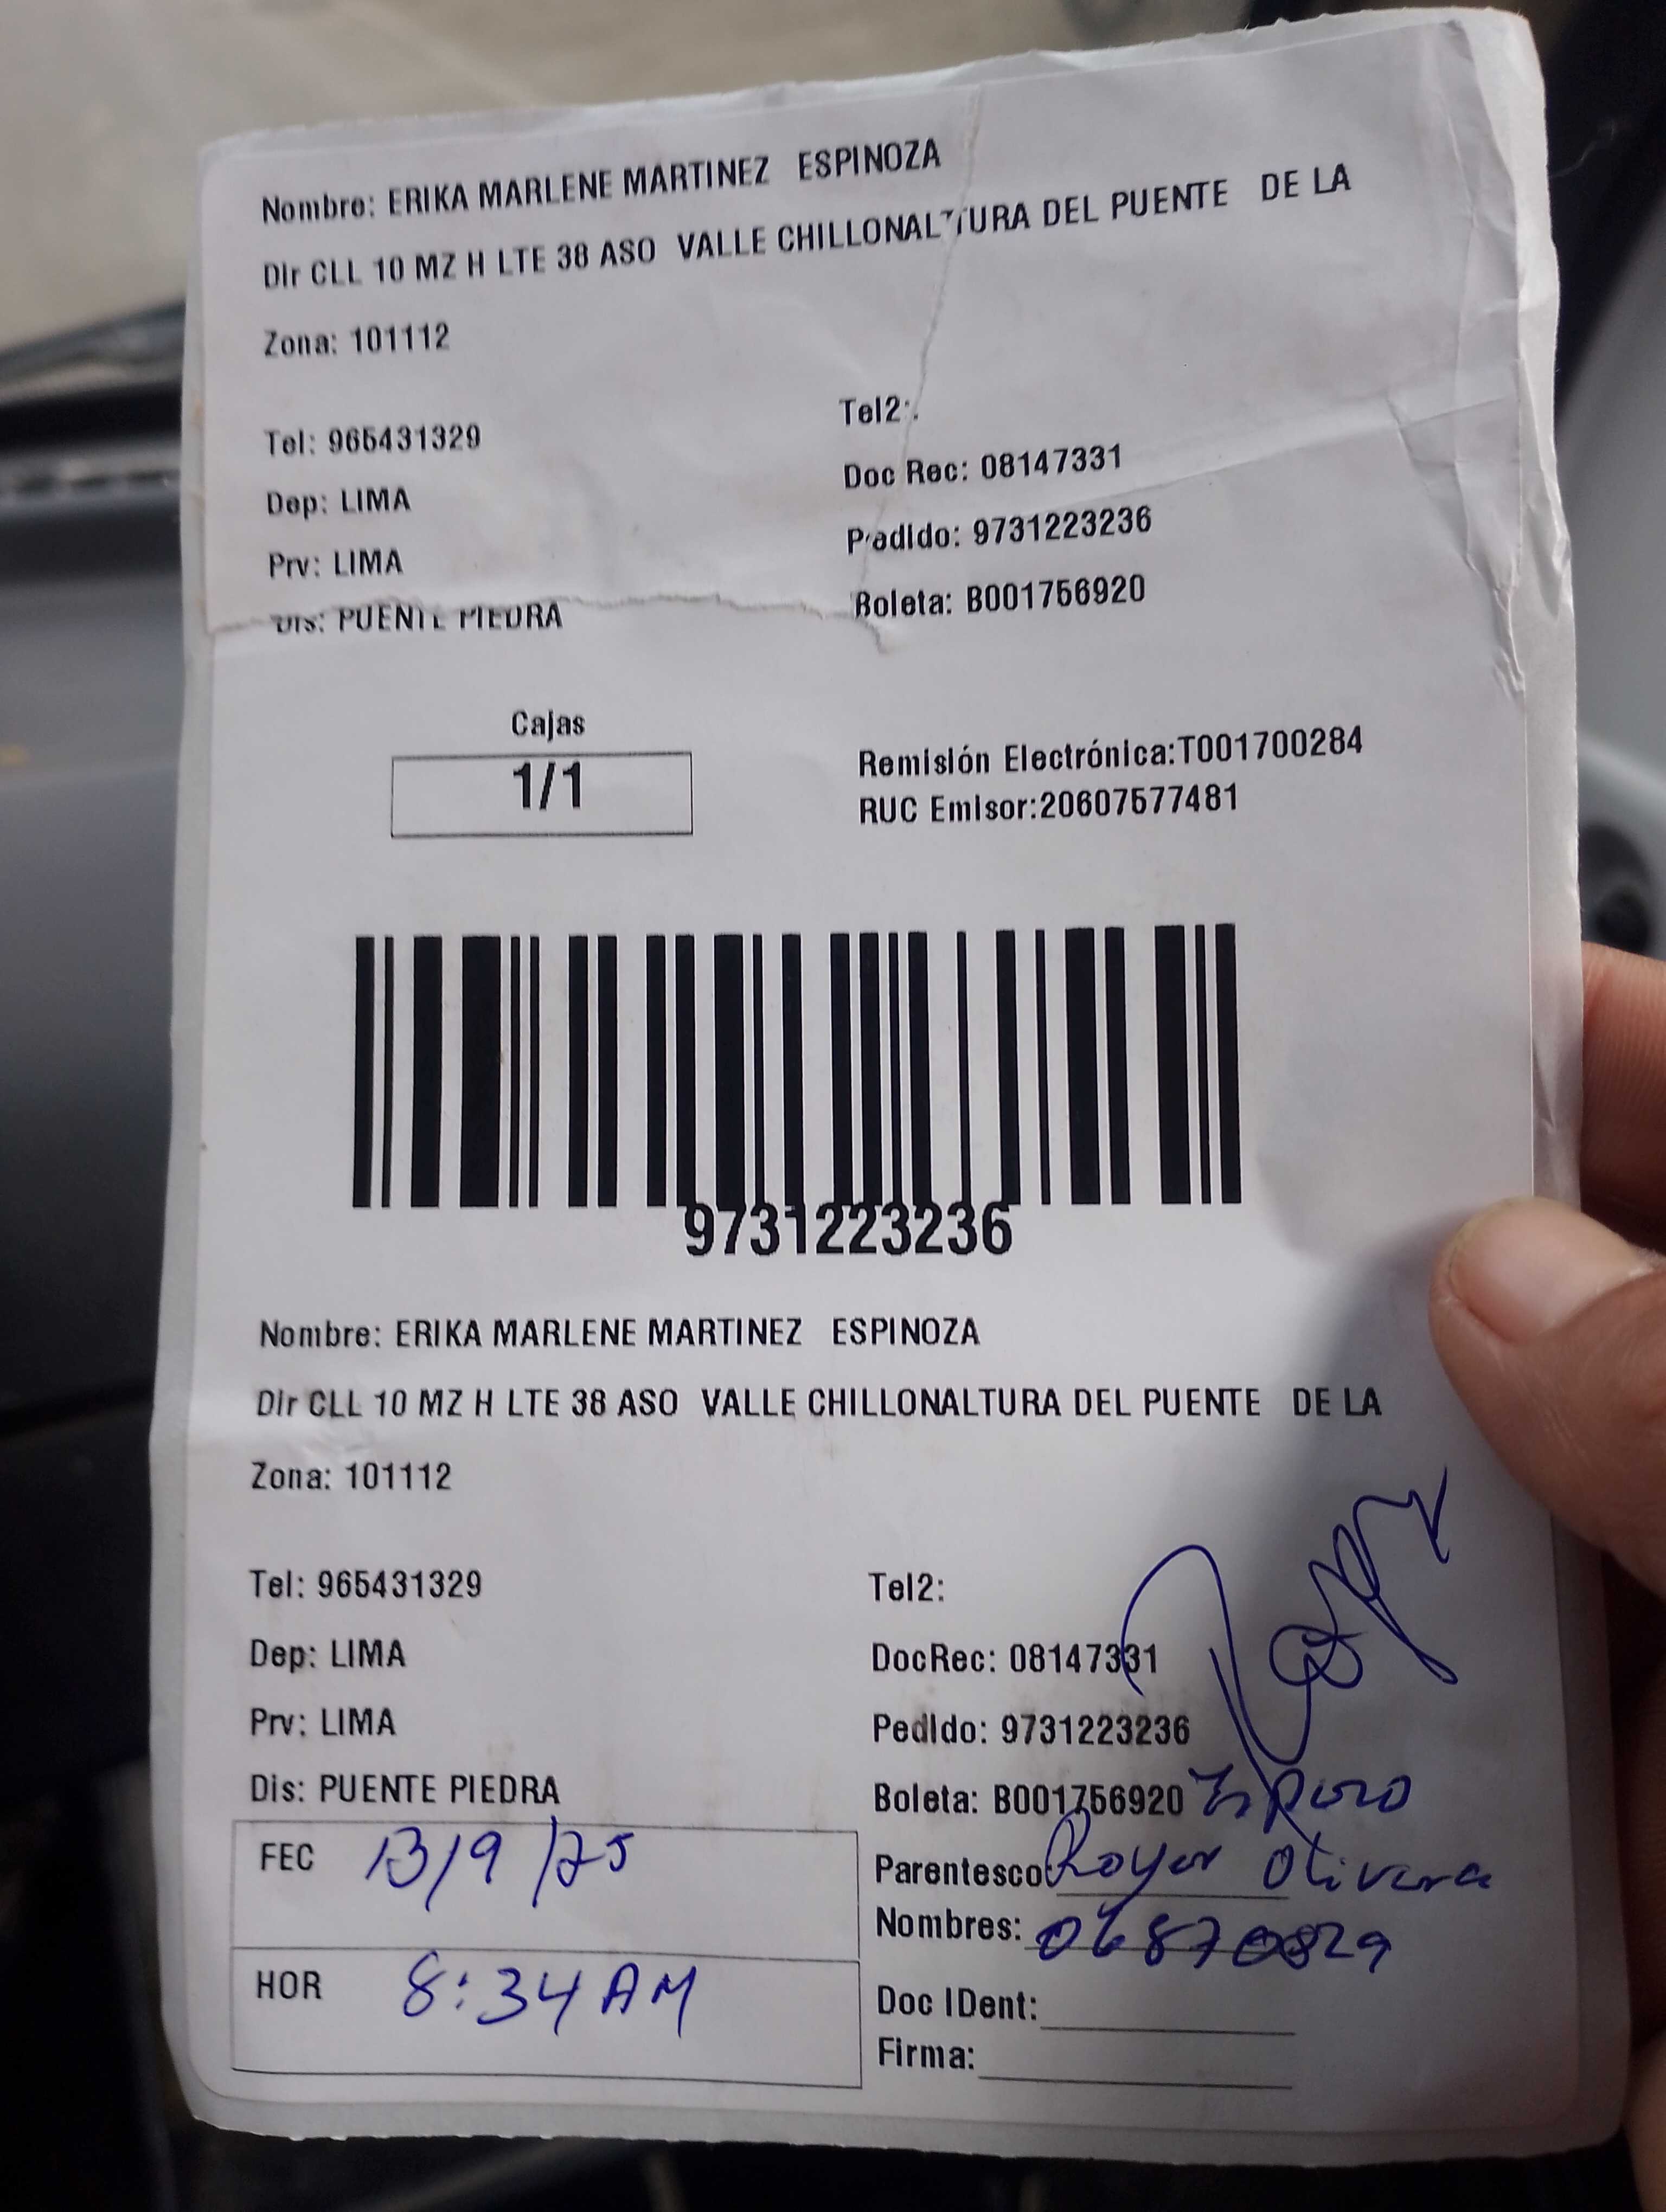 Nombre: ERIKA MARLENE MARTINEZ ESPINOZA
Dir CLL 10 MZ H LTE 38 ASO VALLE CHILLONALTURA DEL PUENTE DE LA
Zona: 101112
Tel: 965431329
Tel2:
Dep: LIMA
Doc Rec: 08147331
Prv: LIMA
Pedido: 9731223236
Dis: PUENTE PIEDRA
Boleta: B001756920
Cajas
1/1
Remisión Electrónica:T001700284
RUC Emisor:20607577481
9731223236
Nombre: ERIKA MARLENE MARTINEZ ESPINOZA
Dir CLL 10 MZ H LTE 38 ASO VALLE CHILLONALTURA DEL PUENTE DE LA
Zona: 101112
Tel: 965431329
Tel2:
Dep: LIMA
DocRec: 08147331
Prv: LIMA
Pedido: 9731223236
Dis: PUENTE PIEDRA
Boleta: B001756920 Esposo
FEC 13/9/25
Parentesco: Royer Olivera
Nombres: 06870829
HOR 8:34 AM
Doc IDent:
Firma: